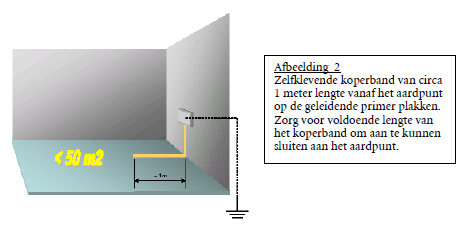 Afbeelding 2
Zelfklevende koperband van circa
1 meter lengte vanaf het aardpunt
op de geleidende primer plakken.
Zorg voor voldoende lengte van
het koperband om aan te kunnen
sluiten aan het aardpunt.
< 50 m2